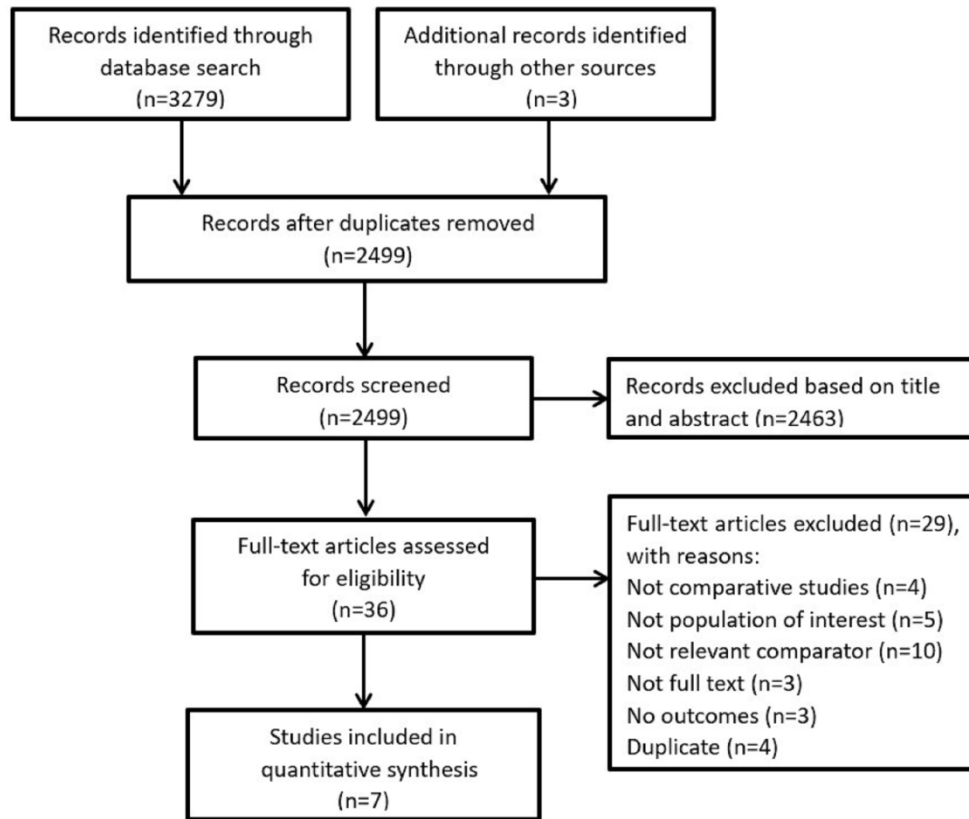 Records identified through
database search
(n=3279)
Additional records identified
through other sources
(n=3)
Records after duplicates removed
(n=2499)
Records screened
(n=2499)
Records excluded based on title
and abstract (n=2463)
Full-text articles assessed
for eligibility
(n=36)
Full-text articles excluded (n=29),
with reasons:
Not comparative studies (n=4)
Not population of interest (n=5)
Not relevant comparator (n=10)
Not full text (n=3)
No outcomes (n=3)
Duplicate (n=4)
Studies included in
quantitative synthesis
(n=7)